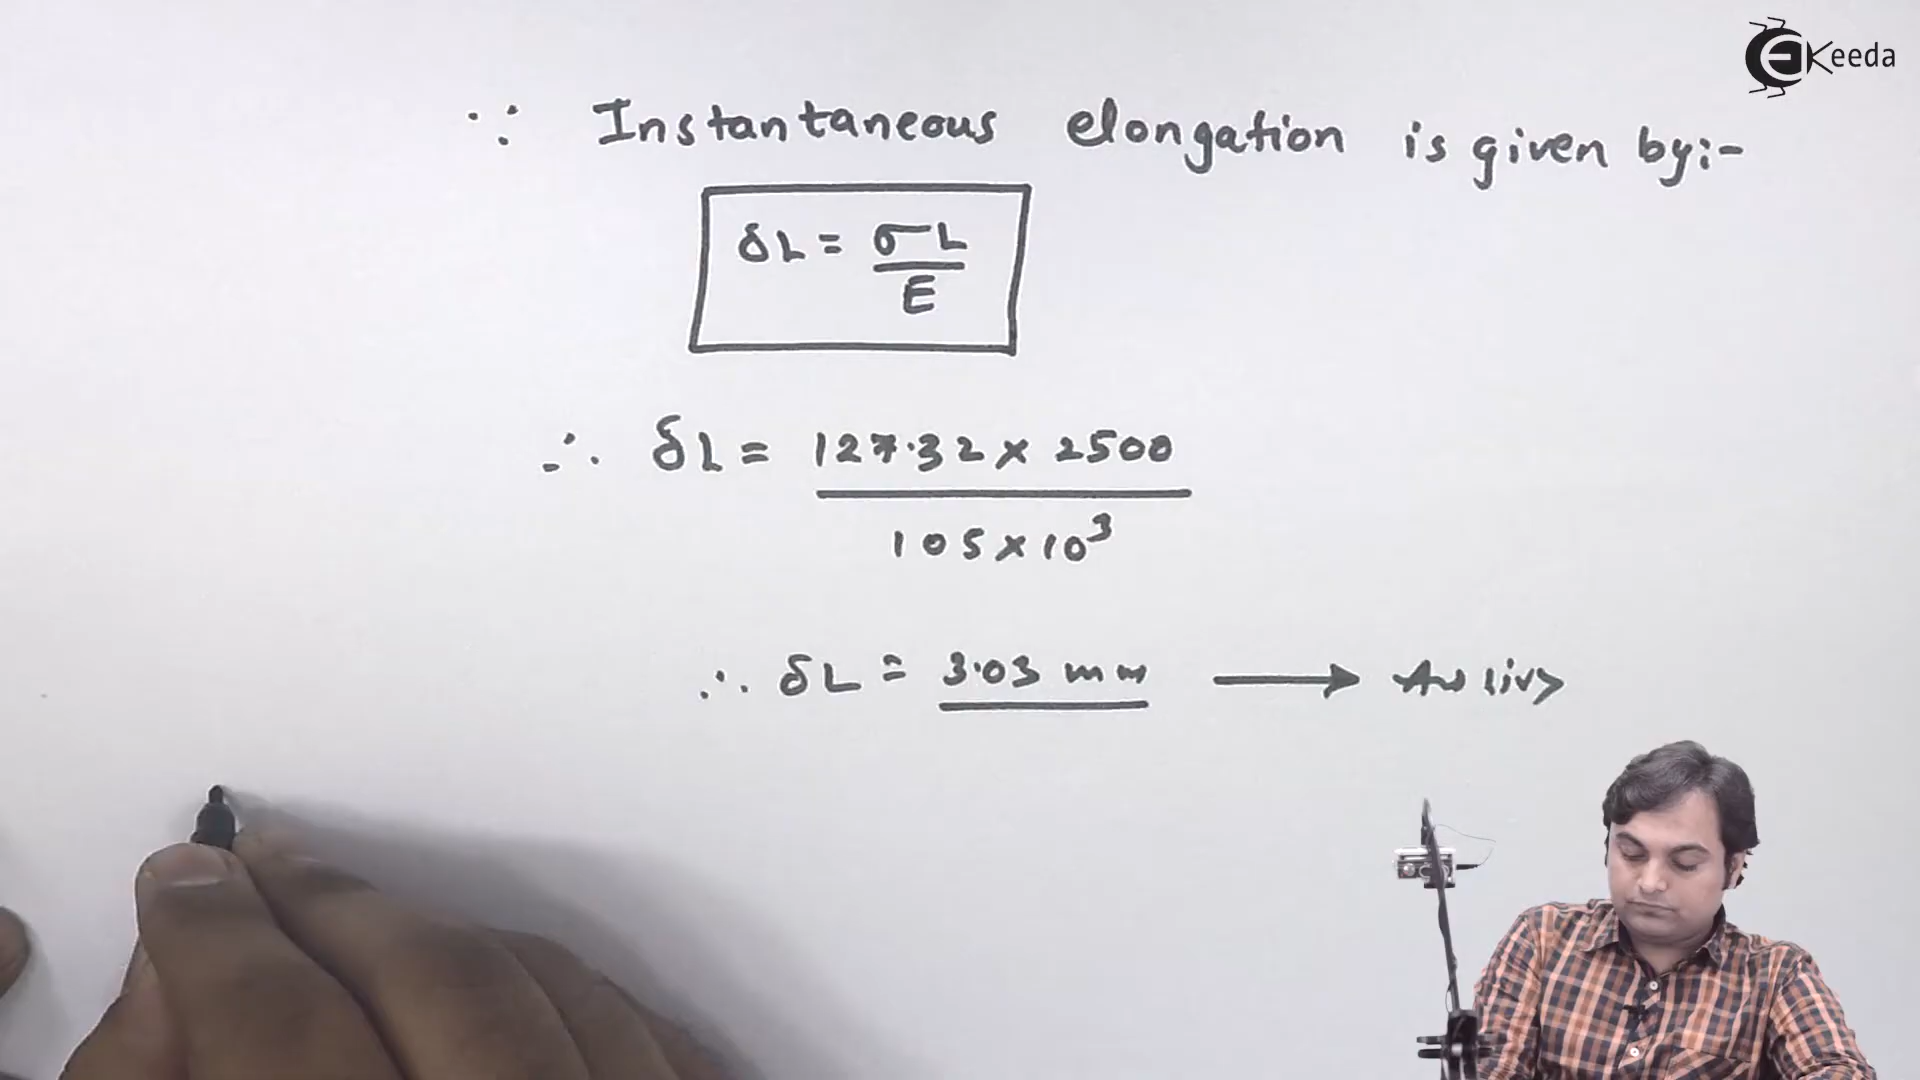 EKeeda
∵ Instantaneous elongation is given by:-
δL = σL / E
∴ δL = 127.32 × 2500 / 105 × 10³
∴ δL = 3.03 mm → Ans (iv)